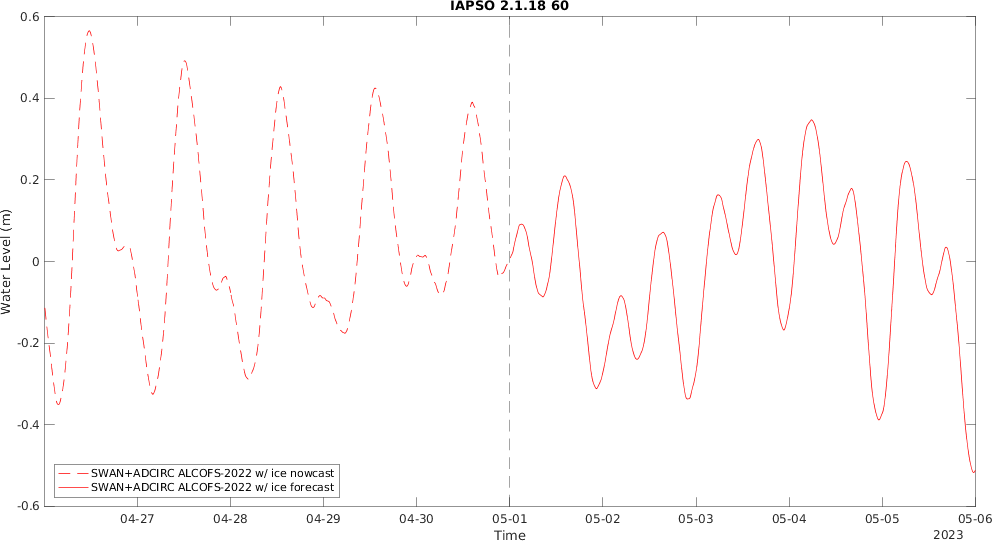 IAPSO 2.1.18 60
0.6
0.4
0.2
0
-0.2
-0.4
-0.6
Water Level (m)
SWAN+ADCIRC ALCOFS-2022 w/ ice nowcast
SWAN+ADCIRC ALCOFS-2022 w/ ice forecast
04-27 04-28 04-29 04-30 05-01 05-02 05-03 05-04 05-05 05-06
Time
2023